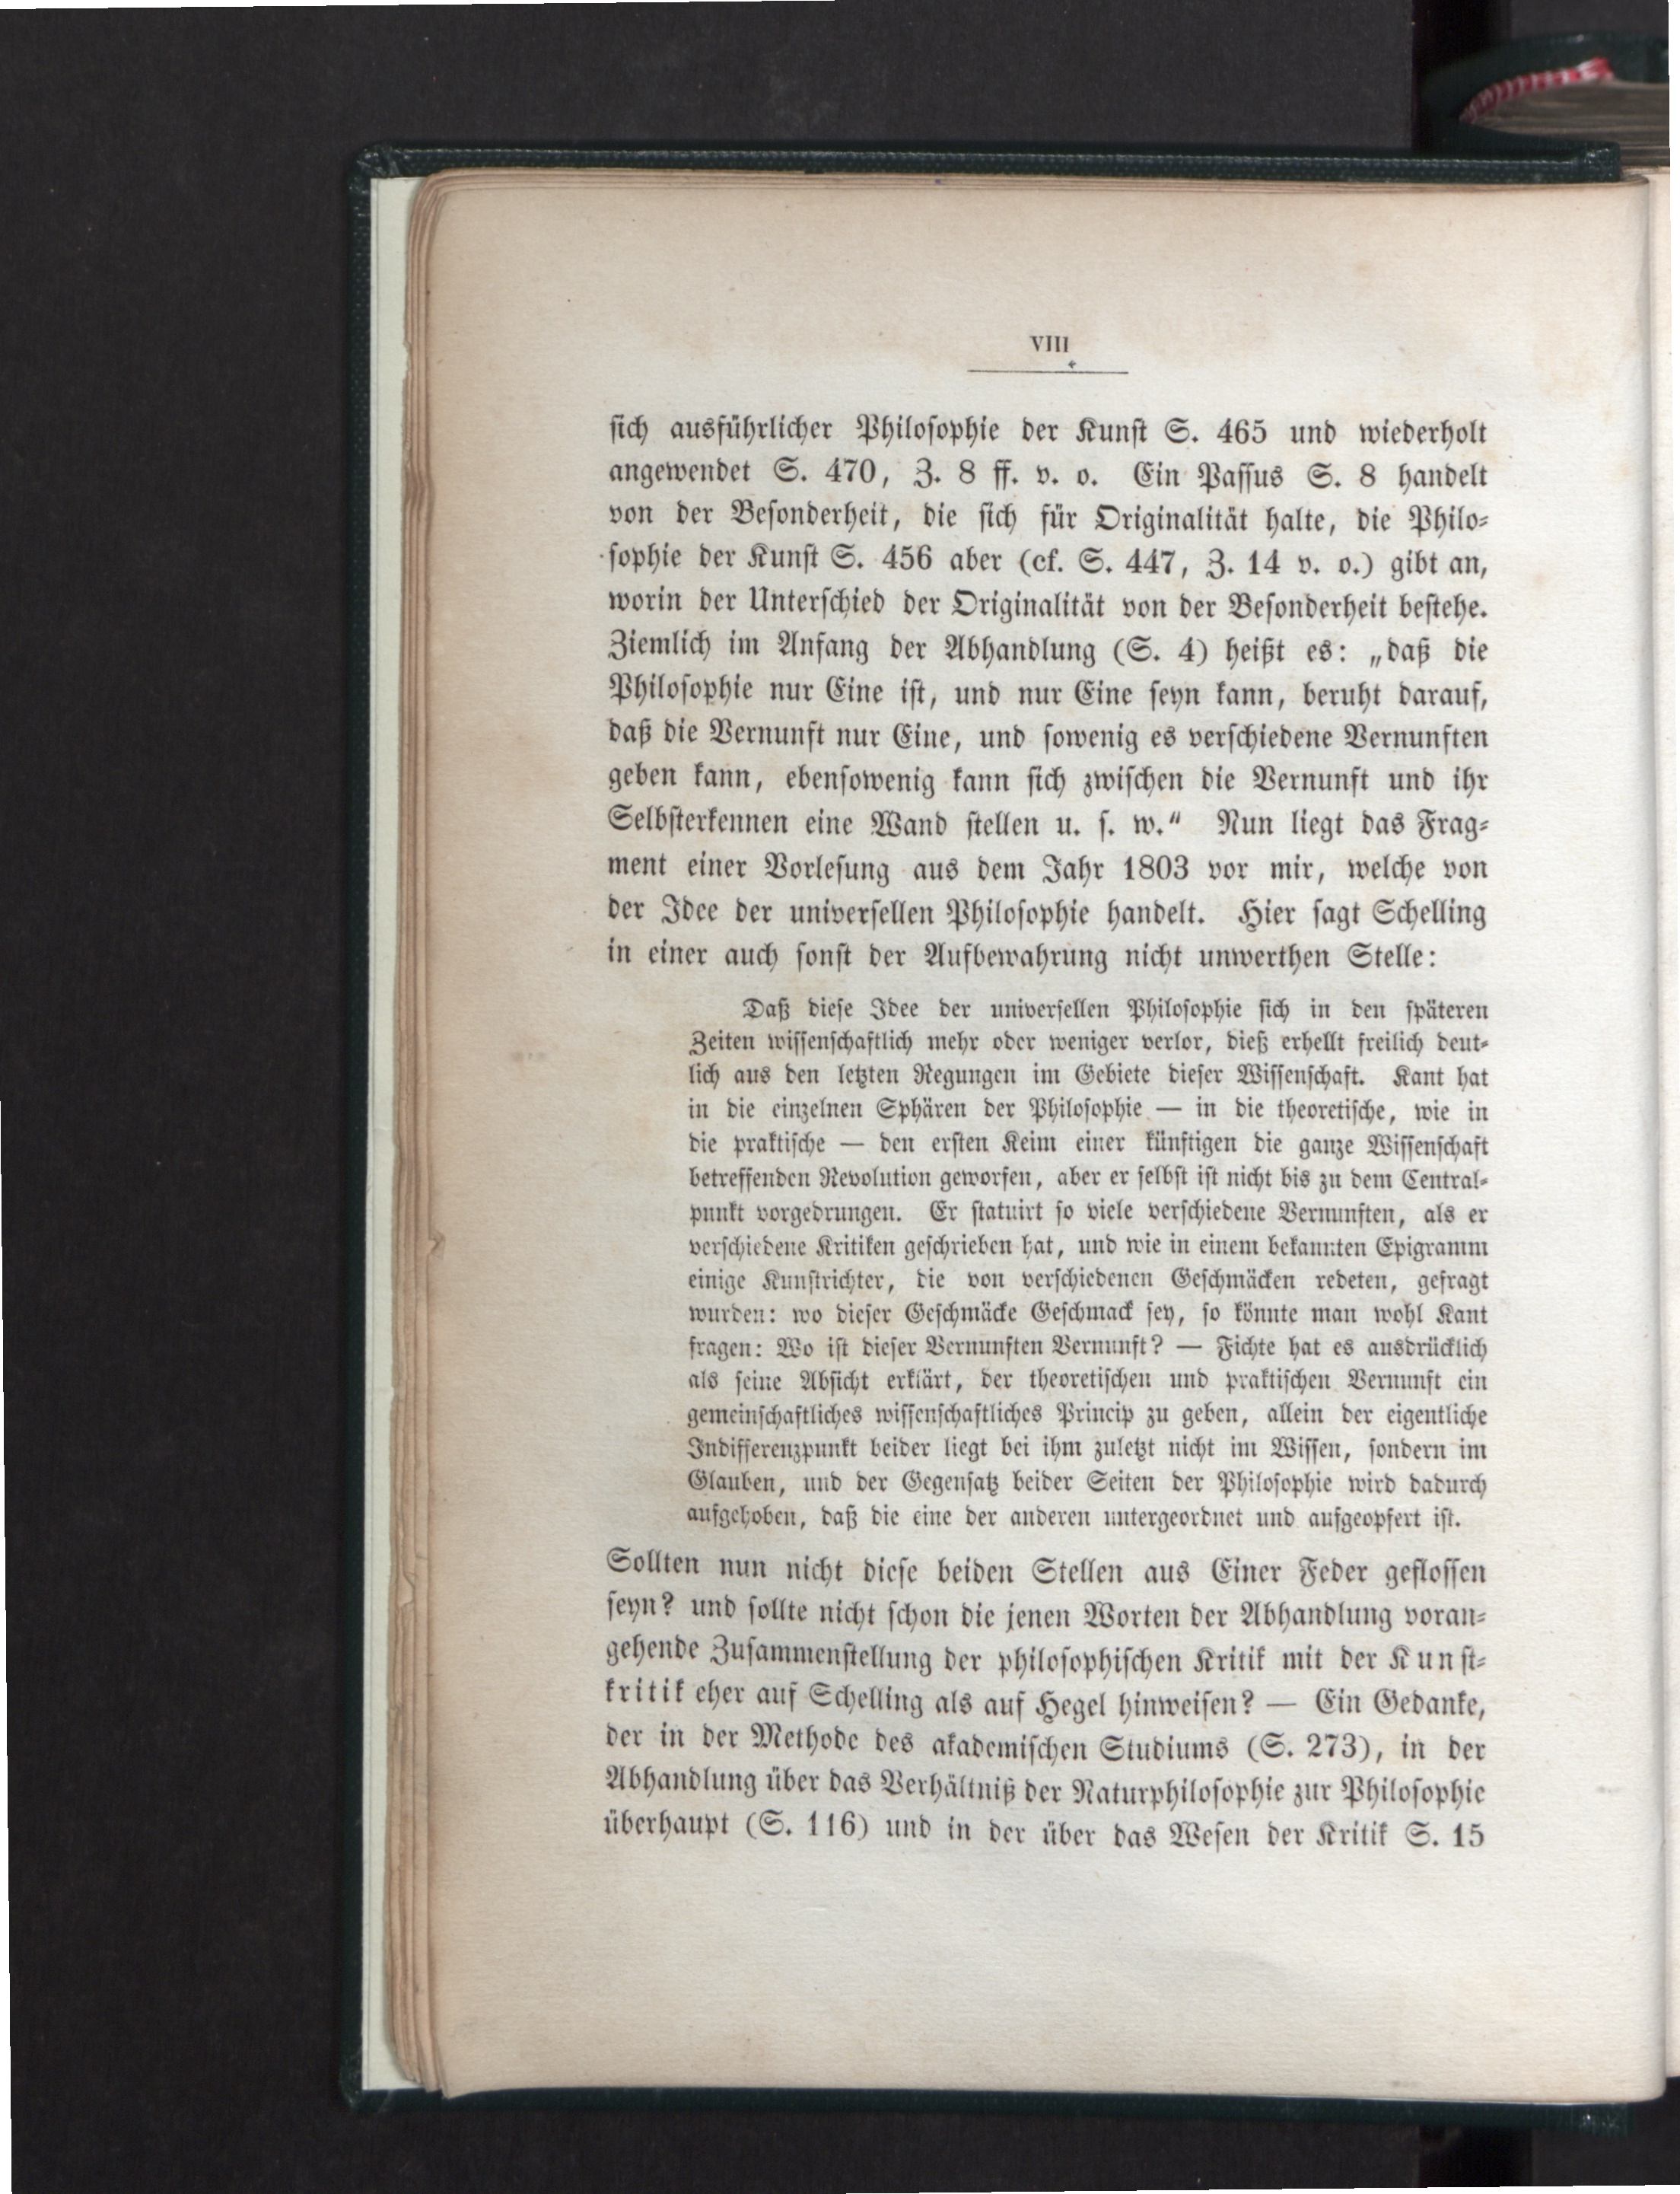 VIII
sich ausführlicher Philosophie der Kunst S. 465 und wiederholt
angewendet S. 470, Z. 8 ff. v. o. Ein Passus S. 8 handelt
von der Besonderheit, die sich für Originalität halte, die Philo-
sophie der Kunst S. 456 aber (cf. S. 447, Z. 14 v. o.) gibt an,
worin der Unterschied der Originalität von der Besonderheit bestehe.
Ziemlich im Anfang der Abhandlung (S. 4) heißt es: „daß die
Philosophie nur Eine ist, und nur Eine seyn kann, beruht darauf,
daß die Vernunft nur Eine, und sowenig es verschiedene Vernunften
geben kann, ebensowenig kann sich zwischen die Vernunft und ihr
Selbsterkennen eine Wand stellen u. s. w.“ Nun liegt das Frag-
ment einer Vorlesung aus dem Jahr 1803 vor mir, welche von
der Idee der universellen Philosophie handelt. Hier sagt Schelling
in einer auch sonst der Aufbewahrung nicht unwerthen Stelle:
Daß diese Idee der universellen Philosophie sich in den späteren
Zeiten wissenschaftlich mehr oder weniger verlor, dieß erhellt freilich deut-
lich aus den letzten Regungen im Gebiete dieser Wissenschaft. Kant hat
in die einzelnen Sphären der Philosophie — in die theoretische, wie in
die praktische — den ersten Keim einer künftigen die ganze Wissenschaft
betreffenden Revolution geworfen, aber er selbst ist nicht bis zu dem Central-
punkt vorgedrungen. Er statuirt so viele verschiedene Vernunften, als er
verschiedene Kritiken geschrieben hat, und wie in einem bekannten Epigramm
einige Kunstrichter, die von verschiedenen Geschmäcken redeten, gefragt
wurden: wo dieser Geschmäcke Geschmack sey, so könnte man wohl Kant
fragen: Wo ist dieser Vernunften Vernunft? — Fichte hat es ausdrücklich
als seine Absicht erklärt, der theoretischen und praktischen Vernunft ein
gemeinschaftliches wissenschaftliches Princip zu geben, allein der eigentliche
Indifferenzpunkt beider liegt bei ihm zuletzt nicht im Wissen, sondern im
Glauben, und der Gegensatz beider Seiten der Philosophie wird dadurch
aufgehoben, daß die eine der anderen untergeordnet und aufgeopfert ist.
Sollten nun nicht diese beiden Stellen aus Einer Feder geflossen
seyn? und sollte nicht schon die jenen Worten der Abhandlung voran-
gehende Zusammenstellung der philosophischen Kritik mit der Kunst-
kritik eher auf Schelling als auf Hegel hinweisen? — Ein Gedanke,
der in der Methode des akademischen Studiums (S. 273), in der
Abhandlung über das Verhältniß der Naturphilosophie zur Philosophie
überhaupt (S. 116) und in der über das Wesen der Kritik S. 15